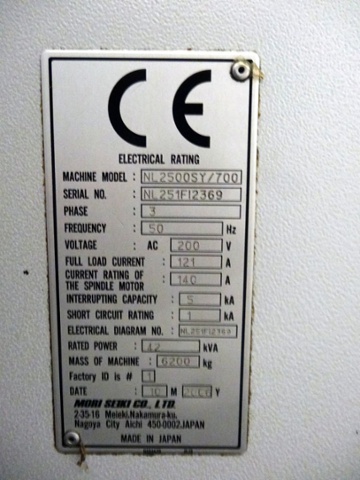 CE
ELECTRICAL RATING
MACHINE MODEL : NL2500SY/700
SERIAL NO. : NL251FI2369
PHASE : 3
FREQUENCY : 50 Hz
VOLTAGE : AC 200 V
FULL LOAD CURRENT : 121 A
CURRENT RATING OF
THE SPINDLE MOTOR : 140 A
INTERRUPTING CAPACITY : 5 kA
SHORT CIRCUIT RATING : 1 kA
ELECTRICAL DIAGRAM NO. : NL251FI2369
RATED POWER : 42 kVA
MASS OF MACHINE : 6200 kg
Factory ID is # 1
DATE : M Y
MORI SEIKI CO., LTD.
2-35-16 Meieki,Nakamura-ku,
Nagoya City Aichi 450-0002,JAPAN
MADE IN JAPAN